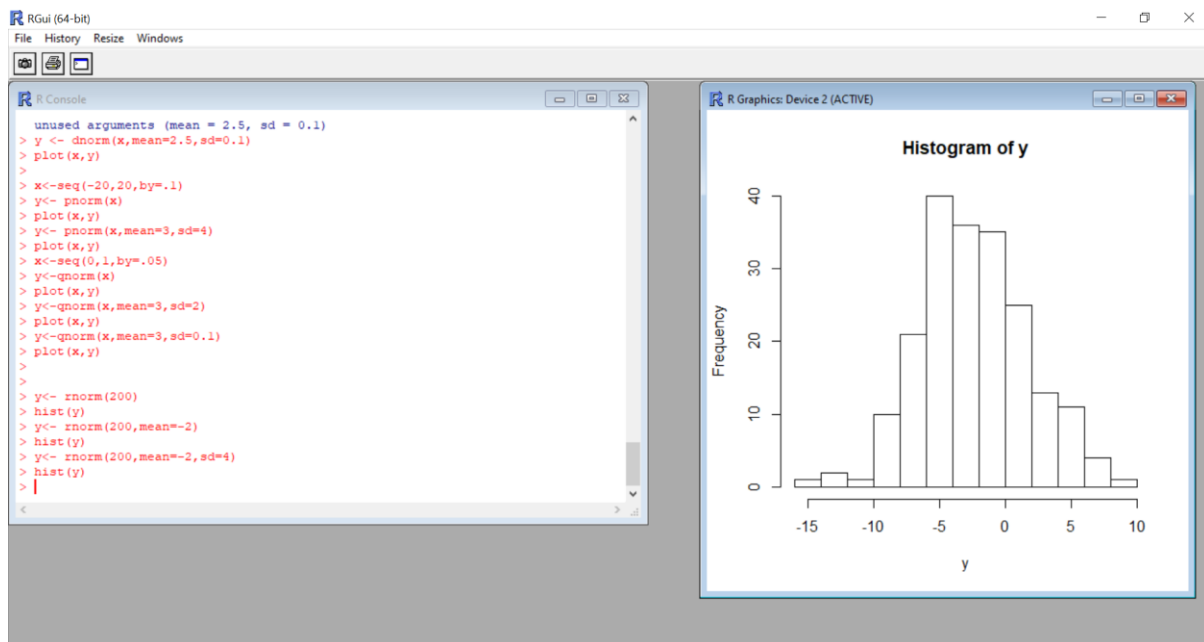 RGui (64-bit)
File History Resize Windows
R Console
unused arguments (mean = 2.5, sd = 0.1)
> y <- dnorm(x,mean=2.5,sd=0.1)
> plot(x,y)
>
> x<-seq(-20,20,by=.1)
> y<- pnorm(x)
> plot(x,y)
> y<- pnorm(x,mean=3,sd=4)
> plot(x,y)
> x<-seq(0,1,by=.05)
> y<-qnorm(x)
> plot(x,y)
> y<-qnorm(x,mean=3,sd=2)
> plot(x,y)
> y<-qnorm(x,mean=3,sd=0.1)
> plot(x,y)
>
>
> y<- rnorm(200)
> hist(y)
> y<- rnorm(200,mean=-2)
> hist(y)
> y<- rnorm(200,mean=-2,sd=4)
> hist(y)
>
R Graphics: Device 2 (ACTIVE)
Histogram of y
Frequency
40
30
20
10
0
-15 -10 -5 0 5 10
y